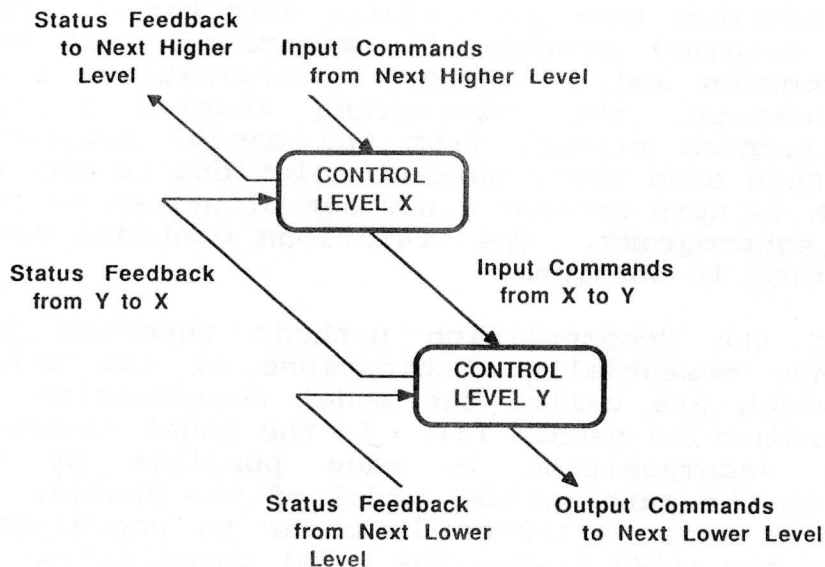 Status Feedback
to Next Higher
Level
Input Commands
from Next Higher Level
CONTROL
LEVEL X
Status Feedback
from Y to X
Input Commands
from X to Y
CONTROL
LEVEL Y
Status Feedback
from Next Lower
Level
Output Commands
to Next Lower Level